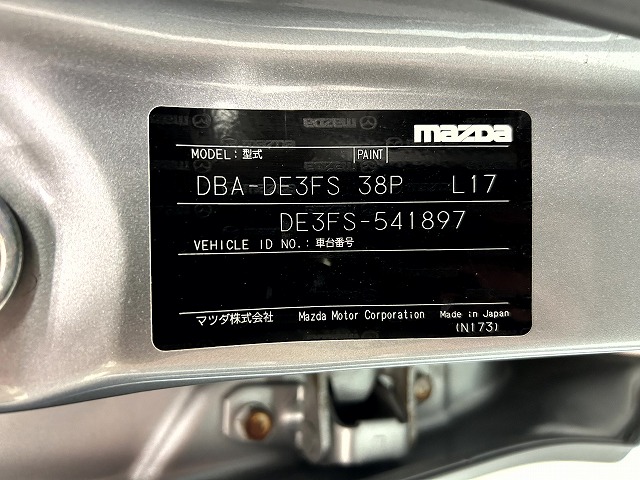 mazda
MODEL：型式 PAINT
DBA-DE3FS 38P L17
DE3FS-541897
VEHICLE ID NO.：車台番号
マツダ株式会社 Mazda Motor Corporation Made in Japan
(N173)